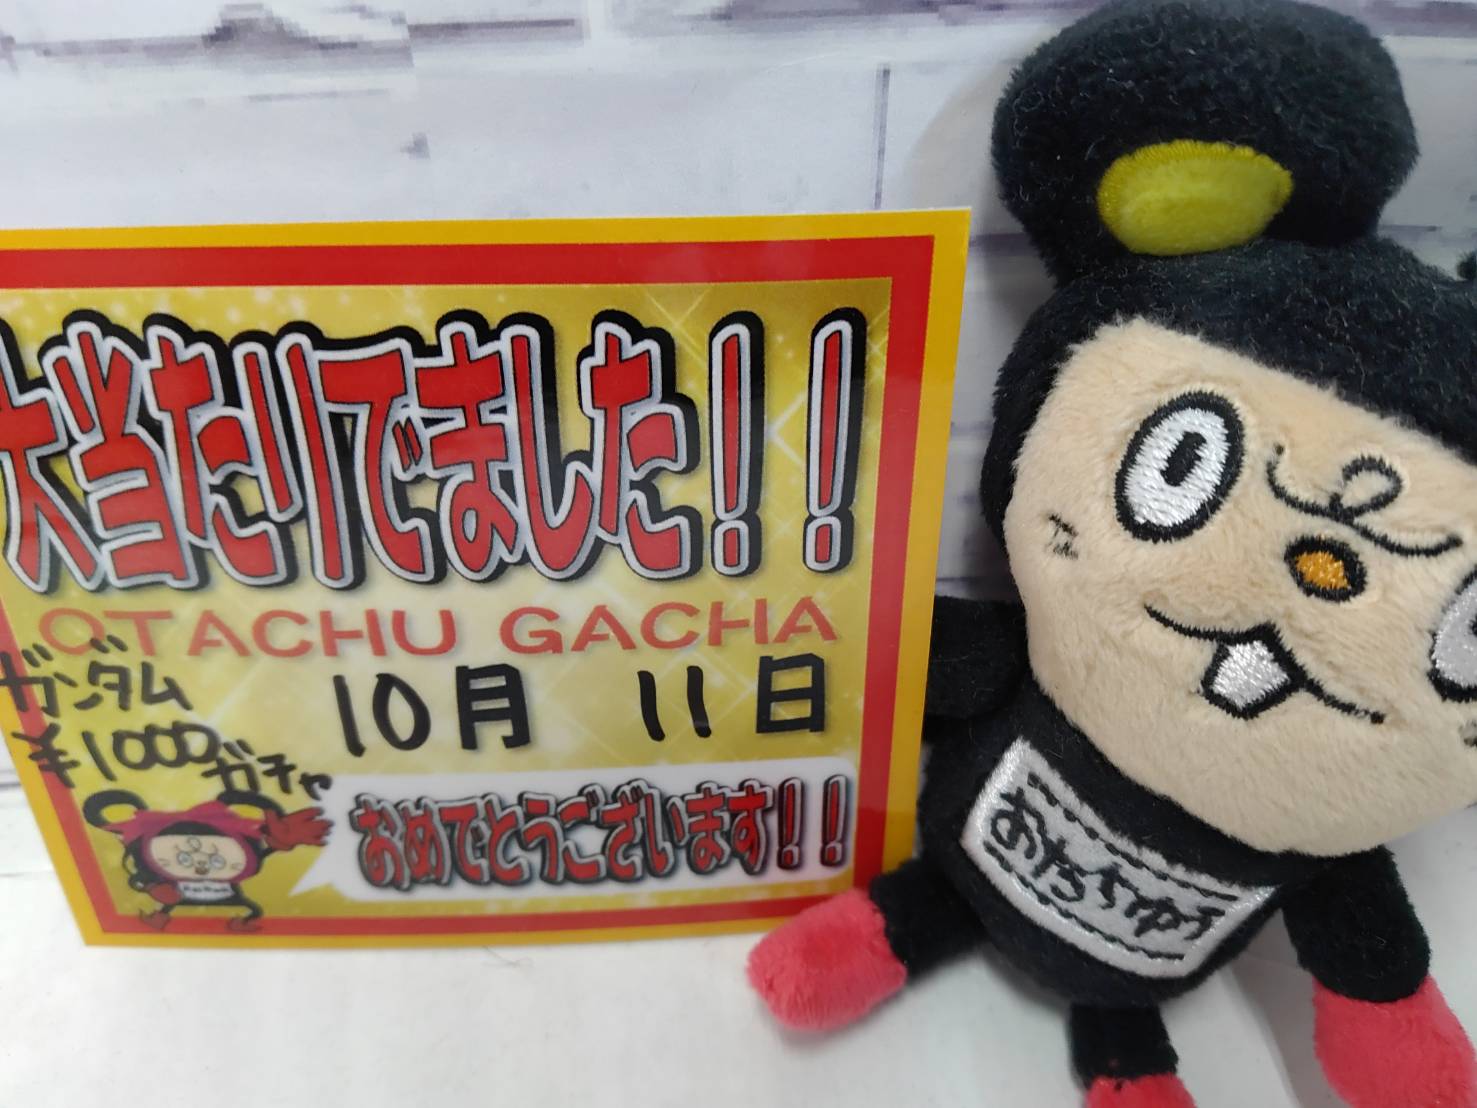 大当たりでました!!
OTACHU GACHA
ガンダム
¥1000ガチャ
10月 11日
おめでとうございます!!
おたちゅう